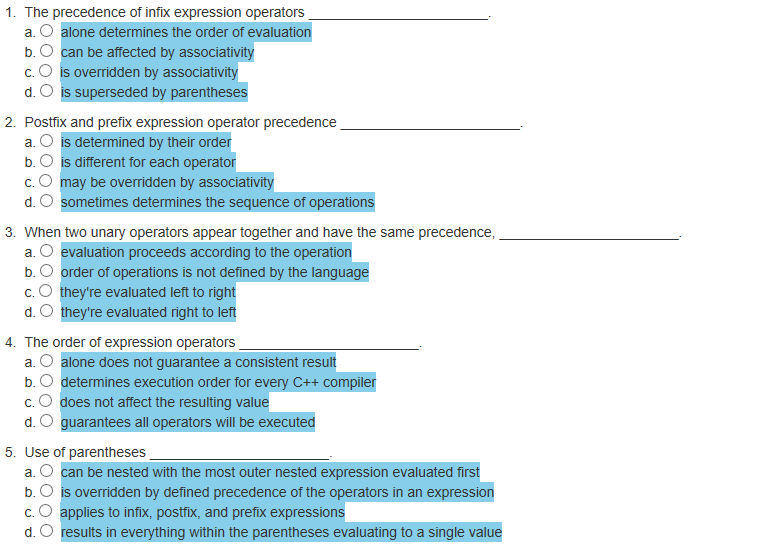 1. The precedence of infix expression operators ______________________.
a. alone determines the order of evaluation
b. can be affected by associativity
c. is overridden by associativity
d. is superseded by parentheses
2. Postfix and prefix expression operator precedence ______________________.
a. is determined by their order
b. is different for each operator
c. may be overridden by associativity
d. sometimes determines the sequence of operations
3. When two unary operators appear together and have the same precedence, ______________________.
a. evaluation proceeds according to the operation
b. order of operations is not defined by the language
c. they're evaluated left to right
d. they're evaluated right to left
4. The order of expression operators ______________________.
a. alone does not guarantee a consistent result
b. determines execution order for every C++ compiler
c. does not affect the resulting value
d. guarantees all operators will be executed
5. Use of parentheses ______________________.
a. can be nested with the most outer nested expression evaluated first
b. is overridden by defined precedence of the operators in an expression
c. applies to infix, postfix, and prefix expressions
d. results in everything within the parentheses evaluating to a single value